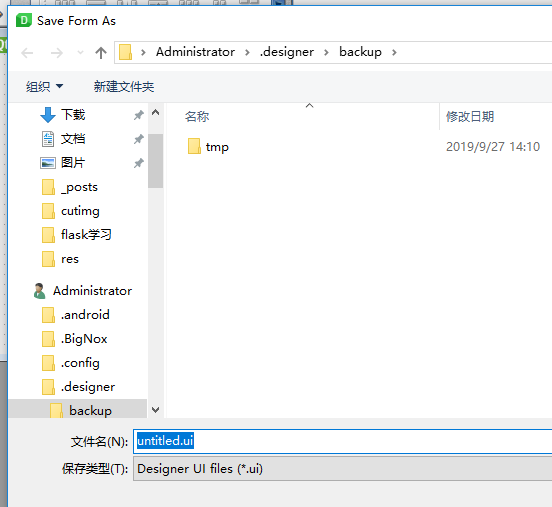 Save Form As
Administrator > .designer > backup >
组织 新建文件夹
名称 修改日期
下载
文档
图片
_posts
cutimg
flask学习
res
Administrator
.android
.BigNox
.config
.designer
backup
tmp 2019/9/27 14:10
文件名(N): untitled.ui
保存类型(T): Designer UI files (*.ui)